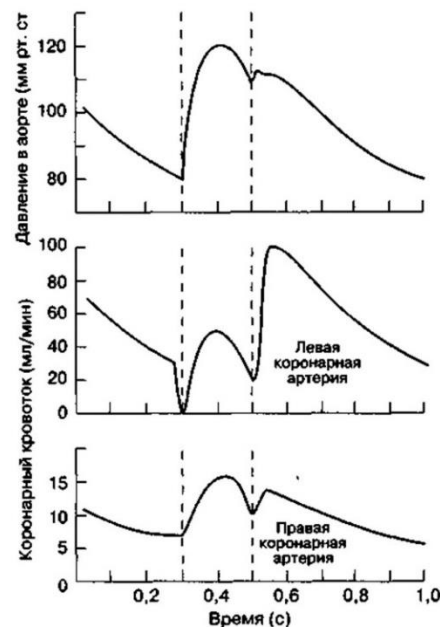 Давление в аорте (мм рт. ст
120
100
80
Коронарный кровоток (мл/мин)
100
80
60
40
20
0
Левая
коронарная
артерия
15
10
5
0
Правая
коронарная
артерия
0,2
0,4
0,6
0,8
1,0
Время (с)